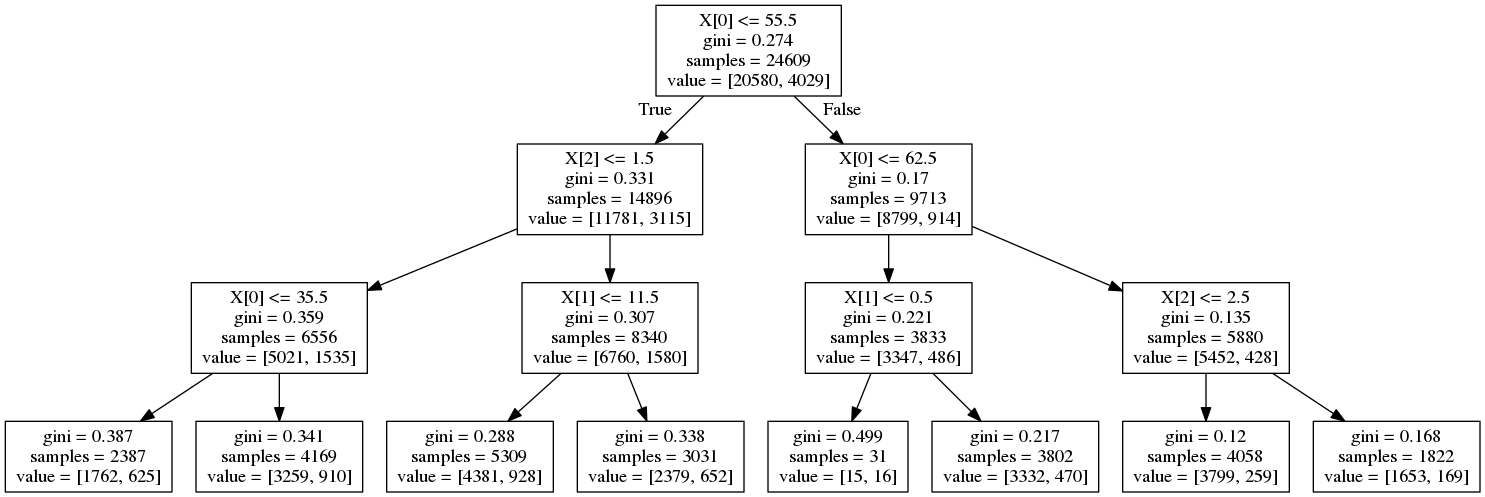 X[0] <= 55.5
gini = 0.274
samples = 24609
value = [20580, 4029]
True
False
X[2] <= 1.5
gini = 0.331
samples = 14896
value = [11781, 3115]
X[0] <= 62.5
gini = 0.17
samples = 9713
value = [8799, 914]
X[0] <= 35.5
gini = 0.359
samples = 6556
value = [5021, 1535]
X[1] <= 11.5
gini = 0.307
samples = 8340
value = [6760, 1580]
X[1] <= 0.5
gini = 0.221
samples = 3833
value = [3347, 486]
X[2] <= 2.5
gini = 0.135
samples = 5880
value = [5452, 428]
gini = 0.387
samples = 2387
value = [1762, 625]
gini = 0.341
samples = 4169
value = [3259, 910]
gini = 0.288
samples = 5309
value = [4381, 928]
gini = 0.338
samples = 3031
value = [2379, 652]
gini = 0.499
samples = 31
value = [15, 16]
gini = 0.217
samples = 3802
value = [3332, 470]
gini = 0.12
samples = 4058
value = [3799, 259]
gini = 0.168
samples = 1822
value = [1653, 169]